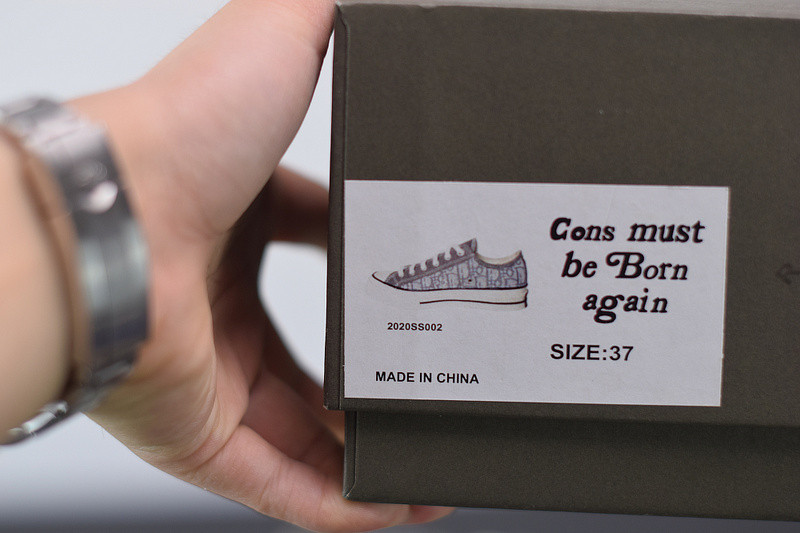 Cons must
be Born
again
SIZE:37
2020SS002
MADE IN CHINA